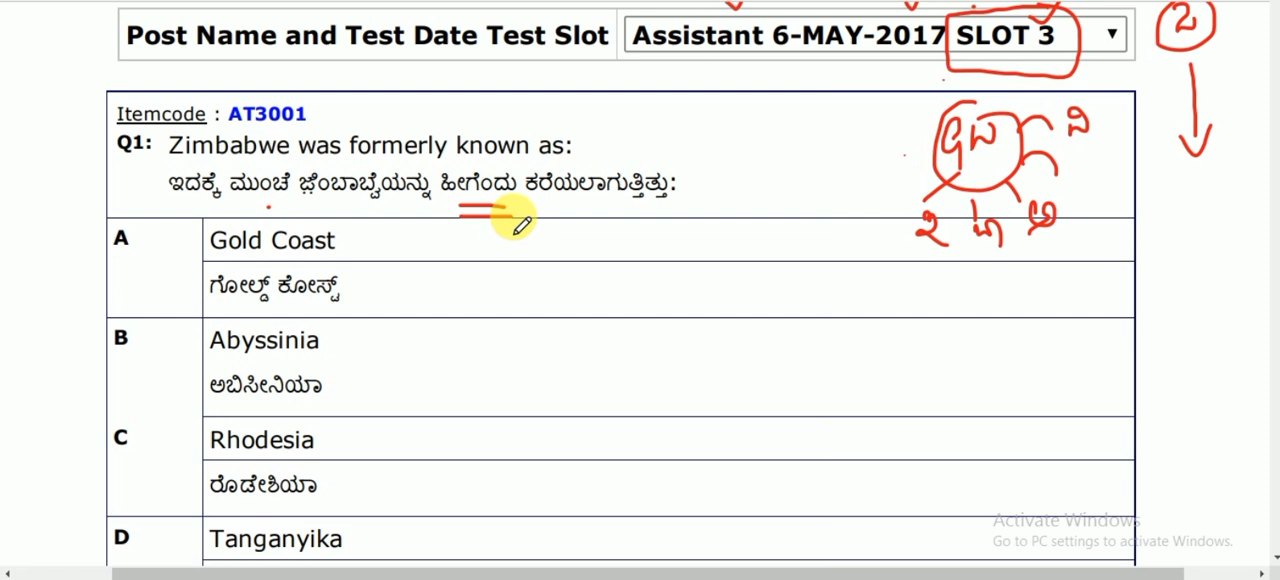 Post Name and Test Date Test Slot Assistant 6-MAY-2017 SLOT 3
2
Itemcode : AT3001
Q1: Zimbabwe was formerly known as:
ಇದಕ್ಕೆ ಮುಂಚೆ ಜಿಂಬಾಬ್ವೆಯನ್ನು ಹೀಗೆಂದು ಕರೆಯಲಾಗುತ್ತಿತ್ತು:
A Gold Coast
ಗೋಲ್ಡ್ ಕೋಸ್ಟ್
B Abyssinia
ಅಬಿಸೀನಿಯಾ
C Rhodesia
ರೊಡೇಶಿಯಾ
D Tanganyika
Activate Windows
Go to PC settings to activate Windows.